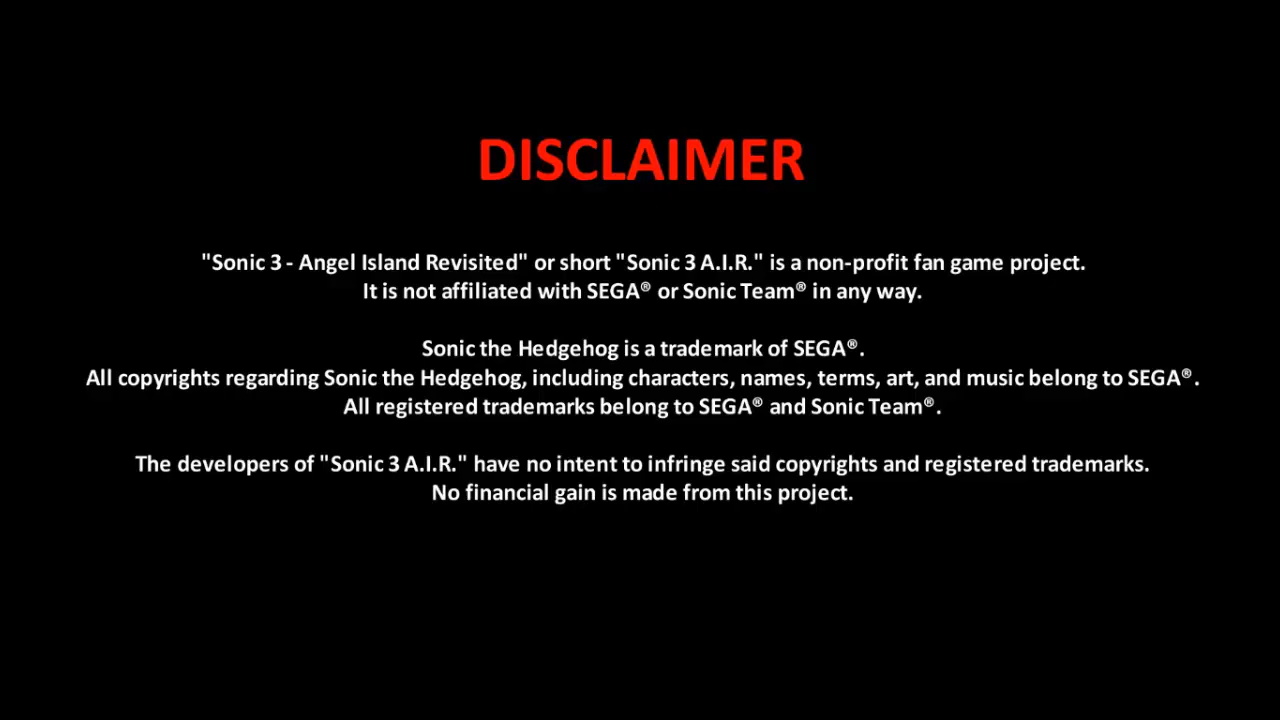 DISCLAIMER
"Sonic 3 - Angel Island Revisited" or short "Sonic 3 A.I.R." is a non-profit fan game project.
It is not affiliated with SEGA® or Sonic Team® in any way.
Sonic the Hedgehog is a trademark of SEGA®.
All copyrights regarding Sonic the Hedgehog, including characters, names, terms, art, and music belong to SEGA®.
All registered trademarks belong to SEGA® and Sonic Team®.
The developers of "Sonic 3 A.I.R." have no intent to infringe said copyrights and registered trademarks.
No financial gain is made from this project.